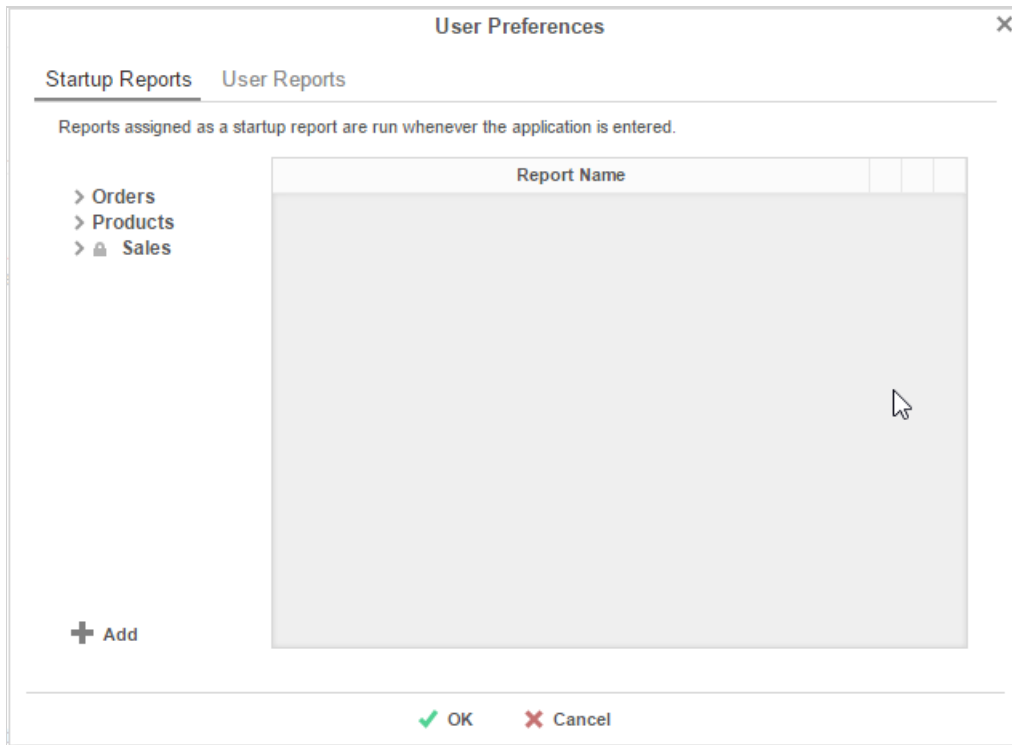 User Preferences
Startup Reports User Reports
Reports assigned as a startup report are run whenever the application is entered.
Report Name
Orders
Products
Sales
Add
OK Cancel